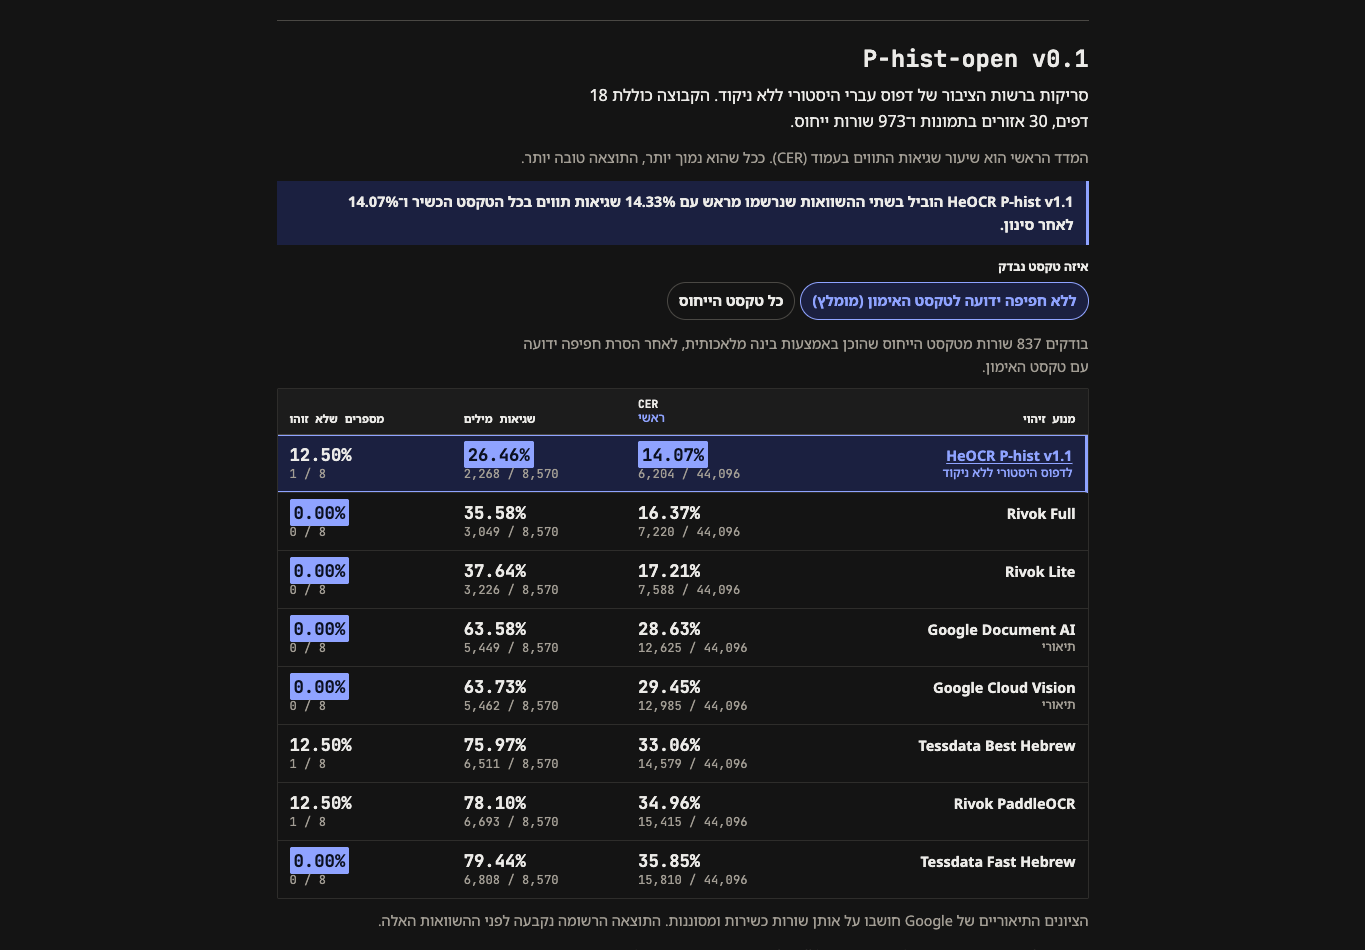 P-hist-open v0.1
סריקות ברשות הציבור של דפוס עברי היסטורי ללא ניקוד. הקבוצה כוללת 18
דפים, 30 אזורים בתמונות ו־973 שורות ייחוס.
המדד הראשי הוא שיעור שגיאות התווים בעמוד (CER). ככל שהוא נמוך יותר, התוצאה טובה יותר.
HeOCR P-hist v1.1 הוביל בשתי ההשוואות שנרשמו מראש עם 14.33% שגיאות תווים בכל הטקסט הכשיר ו־14.07%
לאחר סינון.
איזה טקסט נבדק
ללא חפיפה ידועה לטקסט האימון (מומלץ) כל טקסט הייחוס
בודקים 837 שורות מטקסט הייחוס שהוכן באמצעות בינה מלאכותית, לאחר הסרת חפיפה ידועה
עם טקסט האימון.
מנוע זיהוי CER שגיאות מילים מספרים שלא זוהו
ראשי
HeOCR P-hist v1.1 14.07% 26.46% 12.50%
לדפוס היסטורי ללא ניקוד 6,204 / 44,096 2,268 / 8,570 1 / 8
Rivok Full 16.37% 35.58% 0.00%
7,220 / 44,096 3,049 / 8,570 0 / 8
Rivok Lite 17.21% 37.64% 0.00%
7,588 / 44,096 3,226 / 8,570 0 / 8
Google Document AI 28.63% 63.58% 0.00%
תיאורי 12,625 / 44,096 5,449 / 8,570 0 / 8
Google Cloud Vision 29.45% 63.73% 0.00%
תיאורי 12,985 / 44,096 5,462 / 8,570 0 / 8
Tessdata Best Hebrew 33.06% 75.97% 12.50%
14,579 / 44,096 6,511 / 8,570 1 / 8
Rivok PaddleOCR 34.96% 78.10% 12.50%
15,415 / 44,096 6,693 / 8,570 1 / 8
Tessdata Fast Hebrew 35.85% 79.44% 0.00%
15,810 / 44,096 6,808 / 8,570 0 / 8
הציונים התיאוריים של Google חושבו על אותן שורות כשירות ומסוננות. התוצאה הרשומה נקבעה לפני ההשוואות האלה.